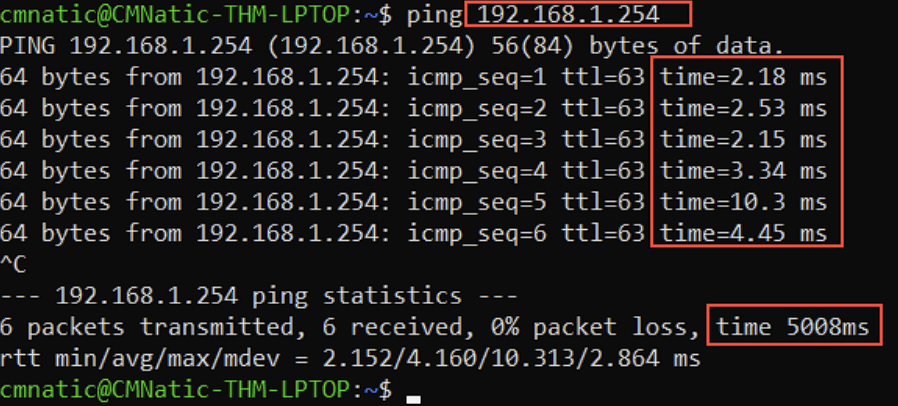 cmnatic@CMNatic-THM-LPTOP:~$ ping 192.168.1.254
PING 192.168.1.254 (192.168.1.254) 56(84) bytes of data.
64 bytes from 192.168.1.254: icmp_seq=1 ttl=63 time=2.18 ms
64 bytes from 192.168.1.254: icmp_seq=2 ttl=63 time=2.53 ms
64 bytes from 192.168.1.254: icmp_seq=3 ttl=63 time=2.15 ms
64 bytes from 192.168.1.254: icmp_seq=4 ttl=63 time=3.34 ms
64 bytes from 192.168.1.254: icmp_seq=5 ttl=63 time=10.3 ms
64 bytes from 192.168.1.254: icmp_seq=6 ttl=63 time=4.45 ms
^C
--- 192.168.1.254 ping statistics ---
6 packets transmitted, 6 received, 0% packet loss, time 5008ms
rtt min/avg/max/mdev = 2.152/4.160/10.313/2.864 ms
cmnatic@CMNatic-THM-LPTOP:~$